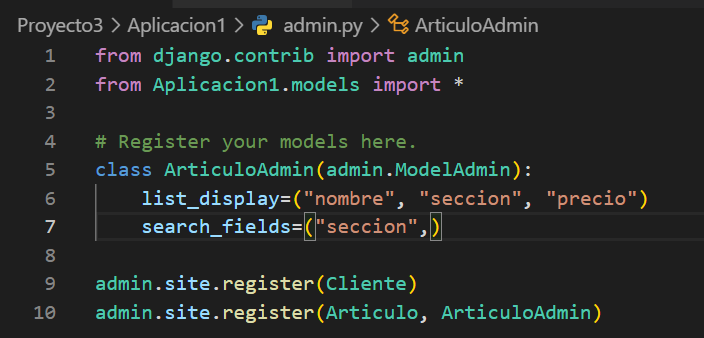 Proyecto3 > Aplicacion1 > admin.py > ArticuloAdmin
1 from django.contrib import admin
2 from Aplicacion1.models import *
3
4 # Register your models here.
5 class ArticuloAdmin(admin.ModelAdmin):
6     list_display=("nombre", "seccion", "precio")
7     search_fields=("seccion",)
8
9 admin.site.register(Cliente)
10 admin.site.register(Articulo, ArticuloAdmin)